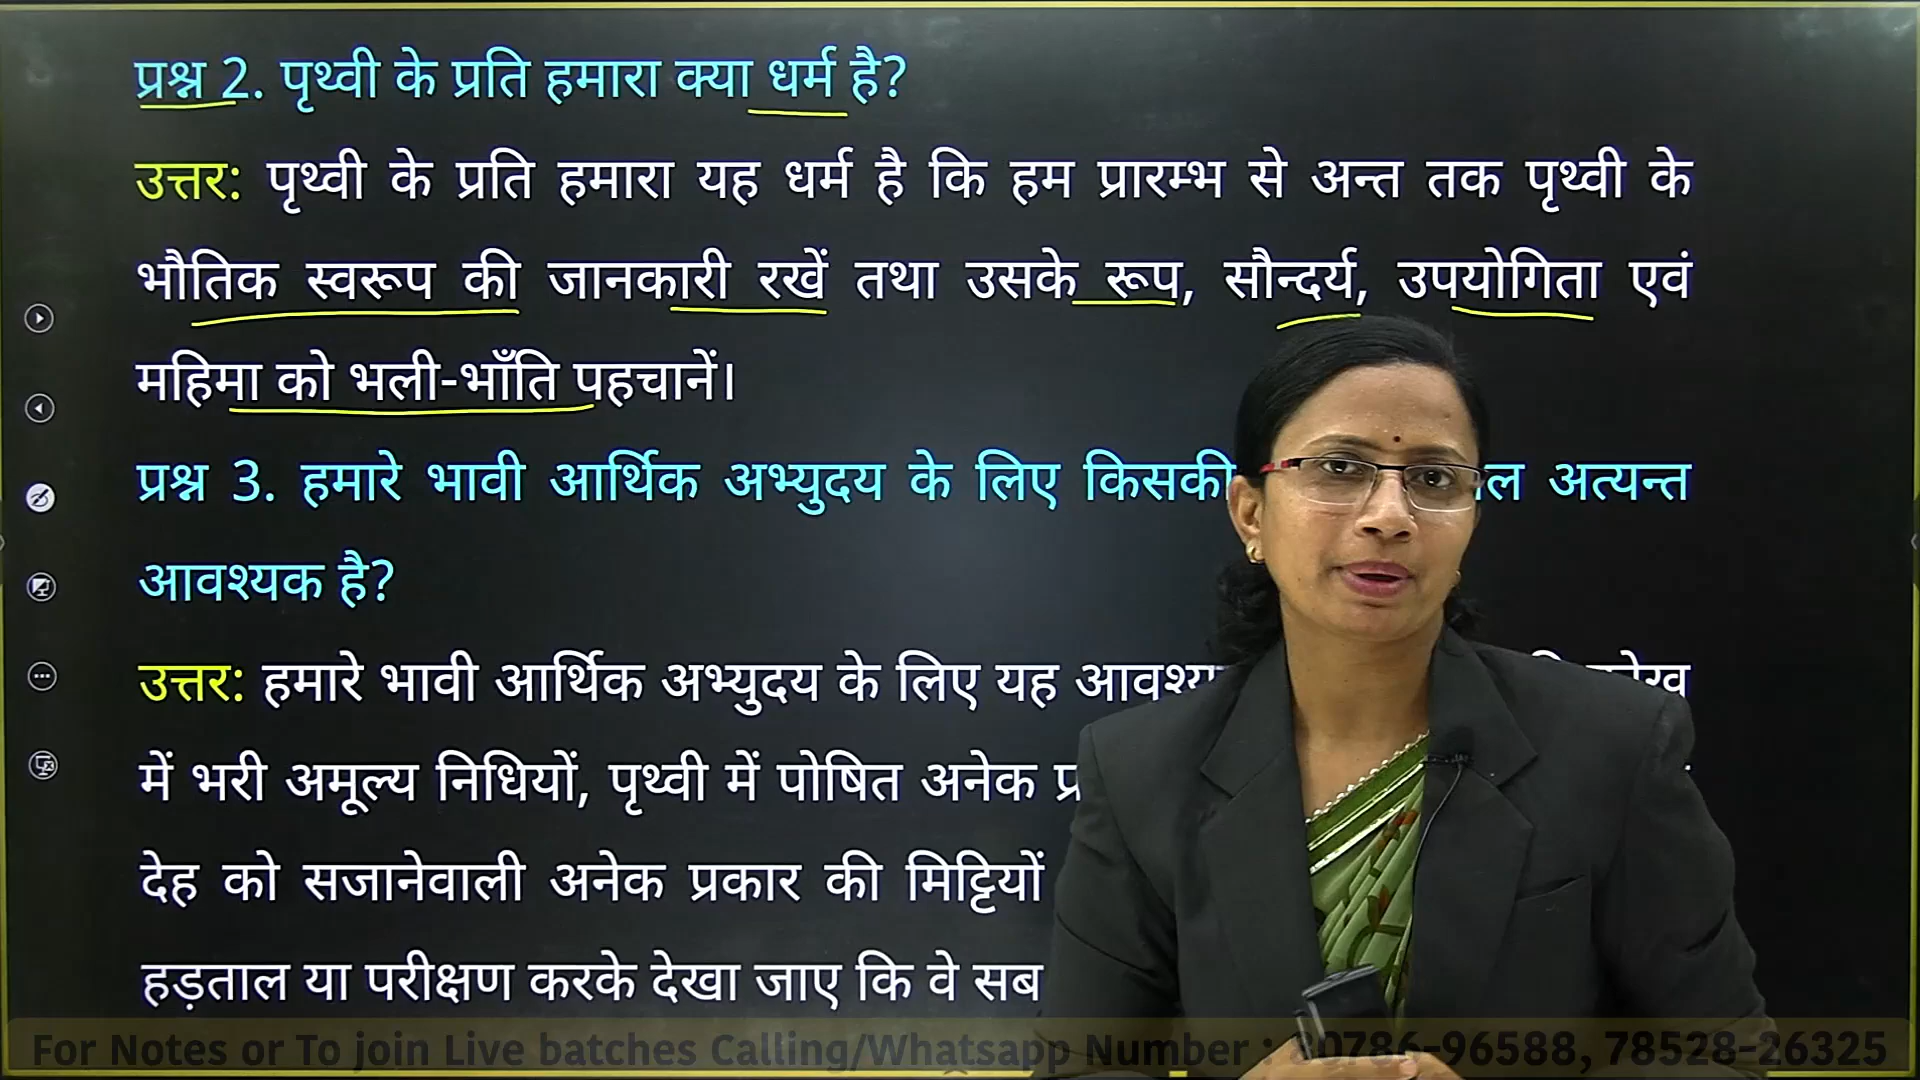 प्रश्न 2. पृथ्वी के प्रति हमारा क्या धर्म है?
उत्तर: पृथ्वी के प्रति हमारा यह धर्म है कि हम प्रारम्भ से अन्त तक पृथ्वी के
भौतिक स्वरूप की जानकारी रखें तथा उसके रूप, सौन्दर्य, उपयोगिता एवं
महिमा को भली-भाँति पहचानें।
प्रश्न 3. हमारे भावी आर्थिक अभ्युदय के लिए किसकी अत्यन्त
आवश्यक है?
उत्तर: हमारे भावी आर्थिक अभ्युदय के लिए यह
में भरी अमूल्य निधियों, पृथ्वी में पोषित अनेक
देह को सजानेवाली अनेक प्रकार की मिट्टियों
हड़ताल या परीक्षण करके देखा जाए कि वे सब
For Notes or To join Live batches Calling/Whatsapp Number : 80786-96588, 78528-26325